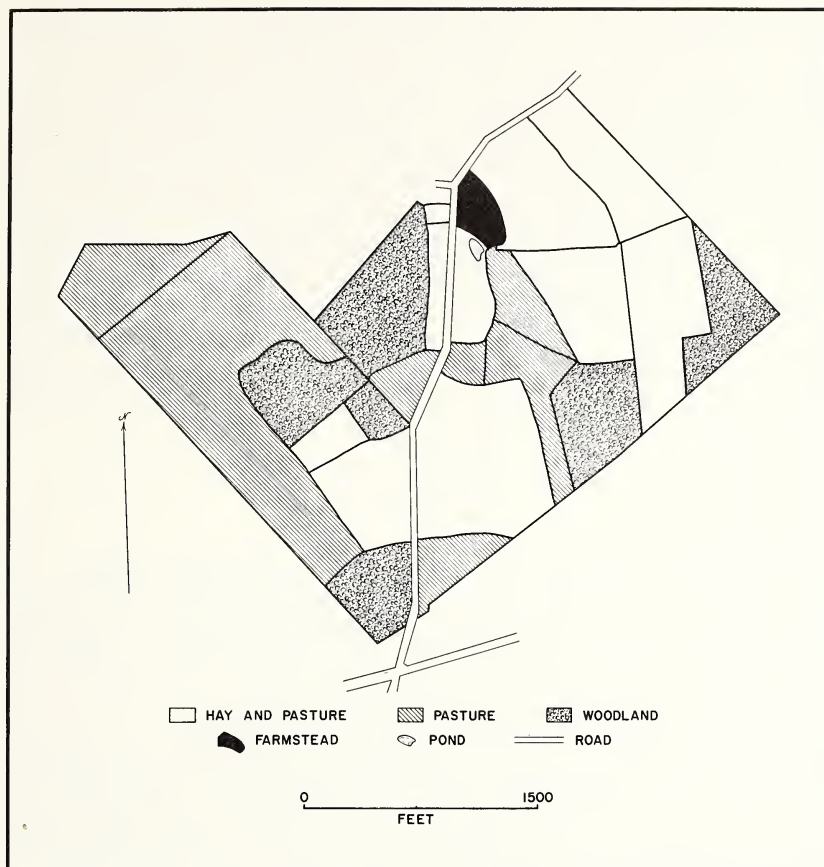 N
HAY AND PASTURE PASTURE WOODLAND
FARMSTEAD POND ROAD
0 1500
FEET